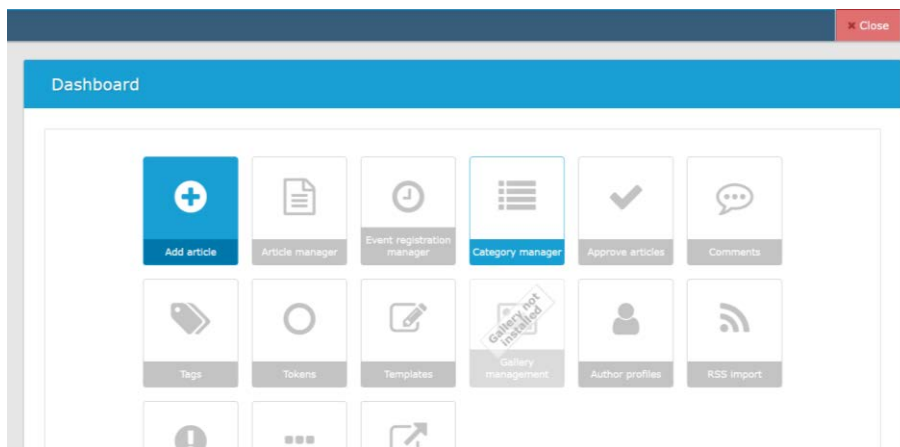 × Close
Dashboard
Add article
Article manager
Event registration
manager
Category manager
Approve articles
Comments
Tags
Tokens
Templates
Gallery not
installed
Gallery
management
Author profiles
RSS import